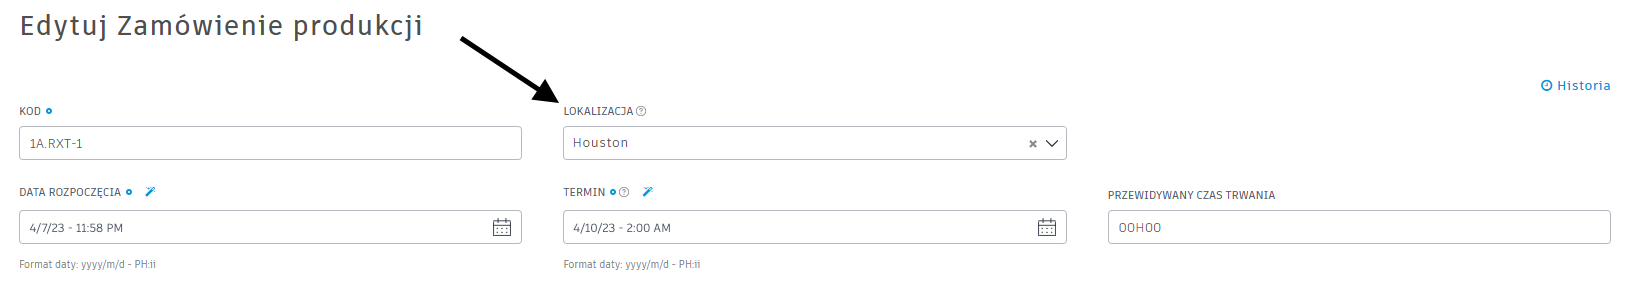 Edytuj Zamówienie produkcji
Historia
KOD
LOKALIZACJA
1A.RXT-1
Houston
DATA ROZPOCZĘCIA
TERMIN
PRZEWIDYWANY CZAS TRWANIA
4/7/23 - 11:58 PM
4/10/23 - 2:00 AM
00H00
Format daty: yyyy/m/d - PH:ii
Format daty: yyyy/m/d - PH:ii